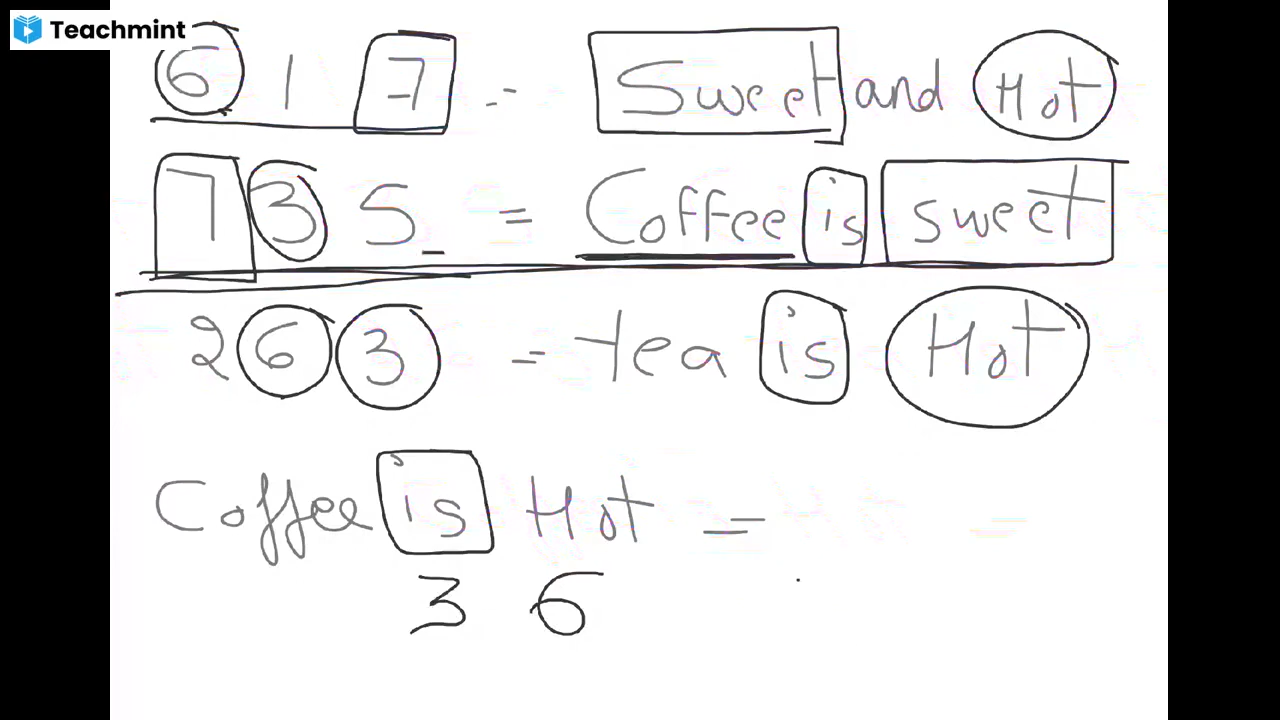 Teachmint
6 1 7 = Sweet and Hot
7 3 5 = Coffee is sweet
2 6 3 = tea is Hot
Coffee is Hot =
3 6